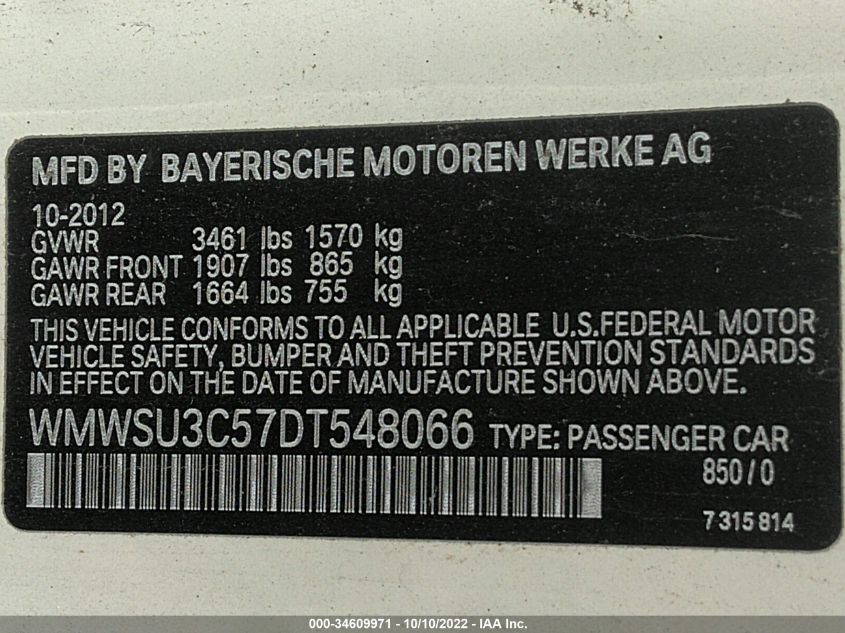 MFD BY BAYERISCHE MOTOREN WERKE AG
10-2012
GVWR 3461 lbs 1570 kg
GAWR FRONT 1907 lbs 865 kg
GAWR REAR 1664 lbs 755 kg
THIS VEHICLE CONFORMS TO ALL APPLICABLE U.S.FEDERAL MOTOR
VEHICLE SAFETY, BUMPER AND THEFT PREVENTION STANDARDS
IN EFFECT ON THE DATE OF MANUFACTURE SHOWN ABOVE.
WMWSU3C57DT548066 TYPE: PASSENGER CAR
850/0
7 315 814
000-34609971 - 10/10/2022 - IAA Inc.